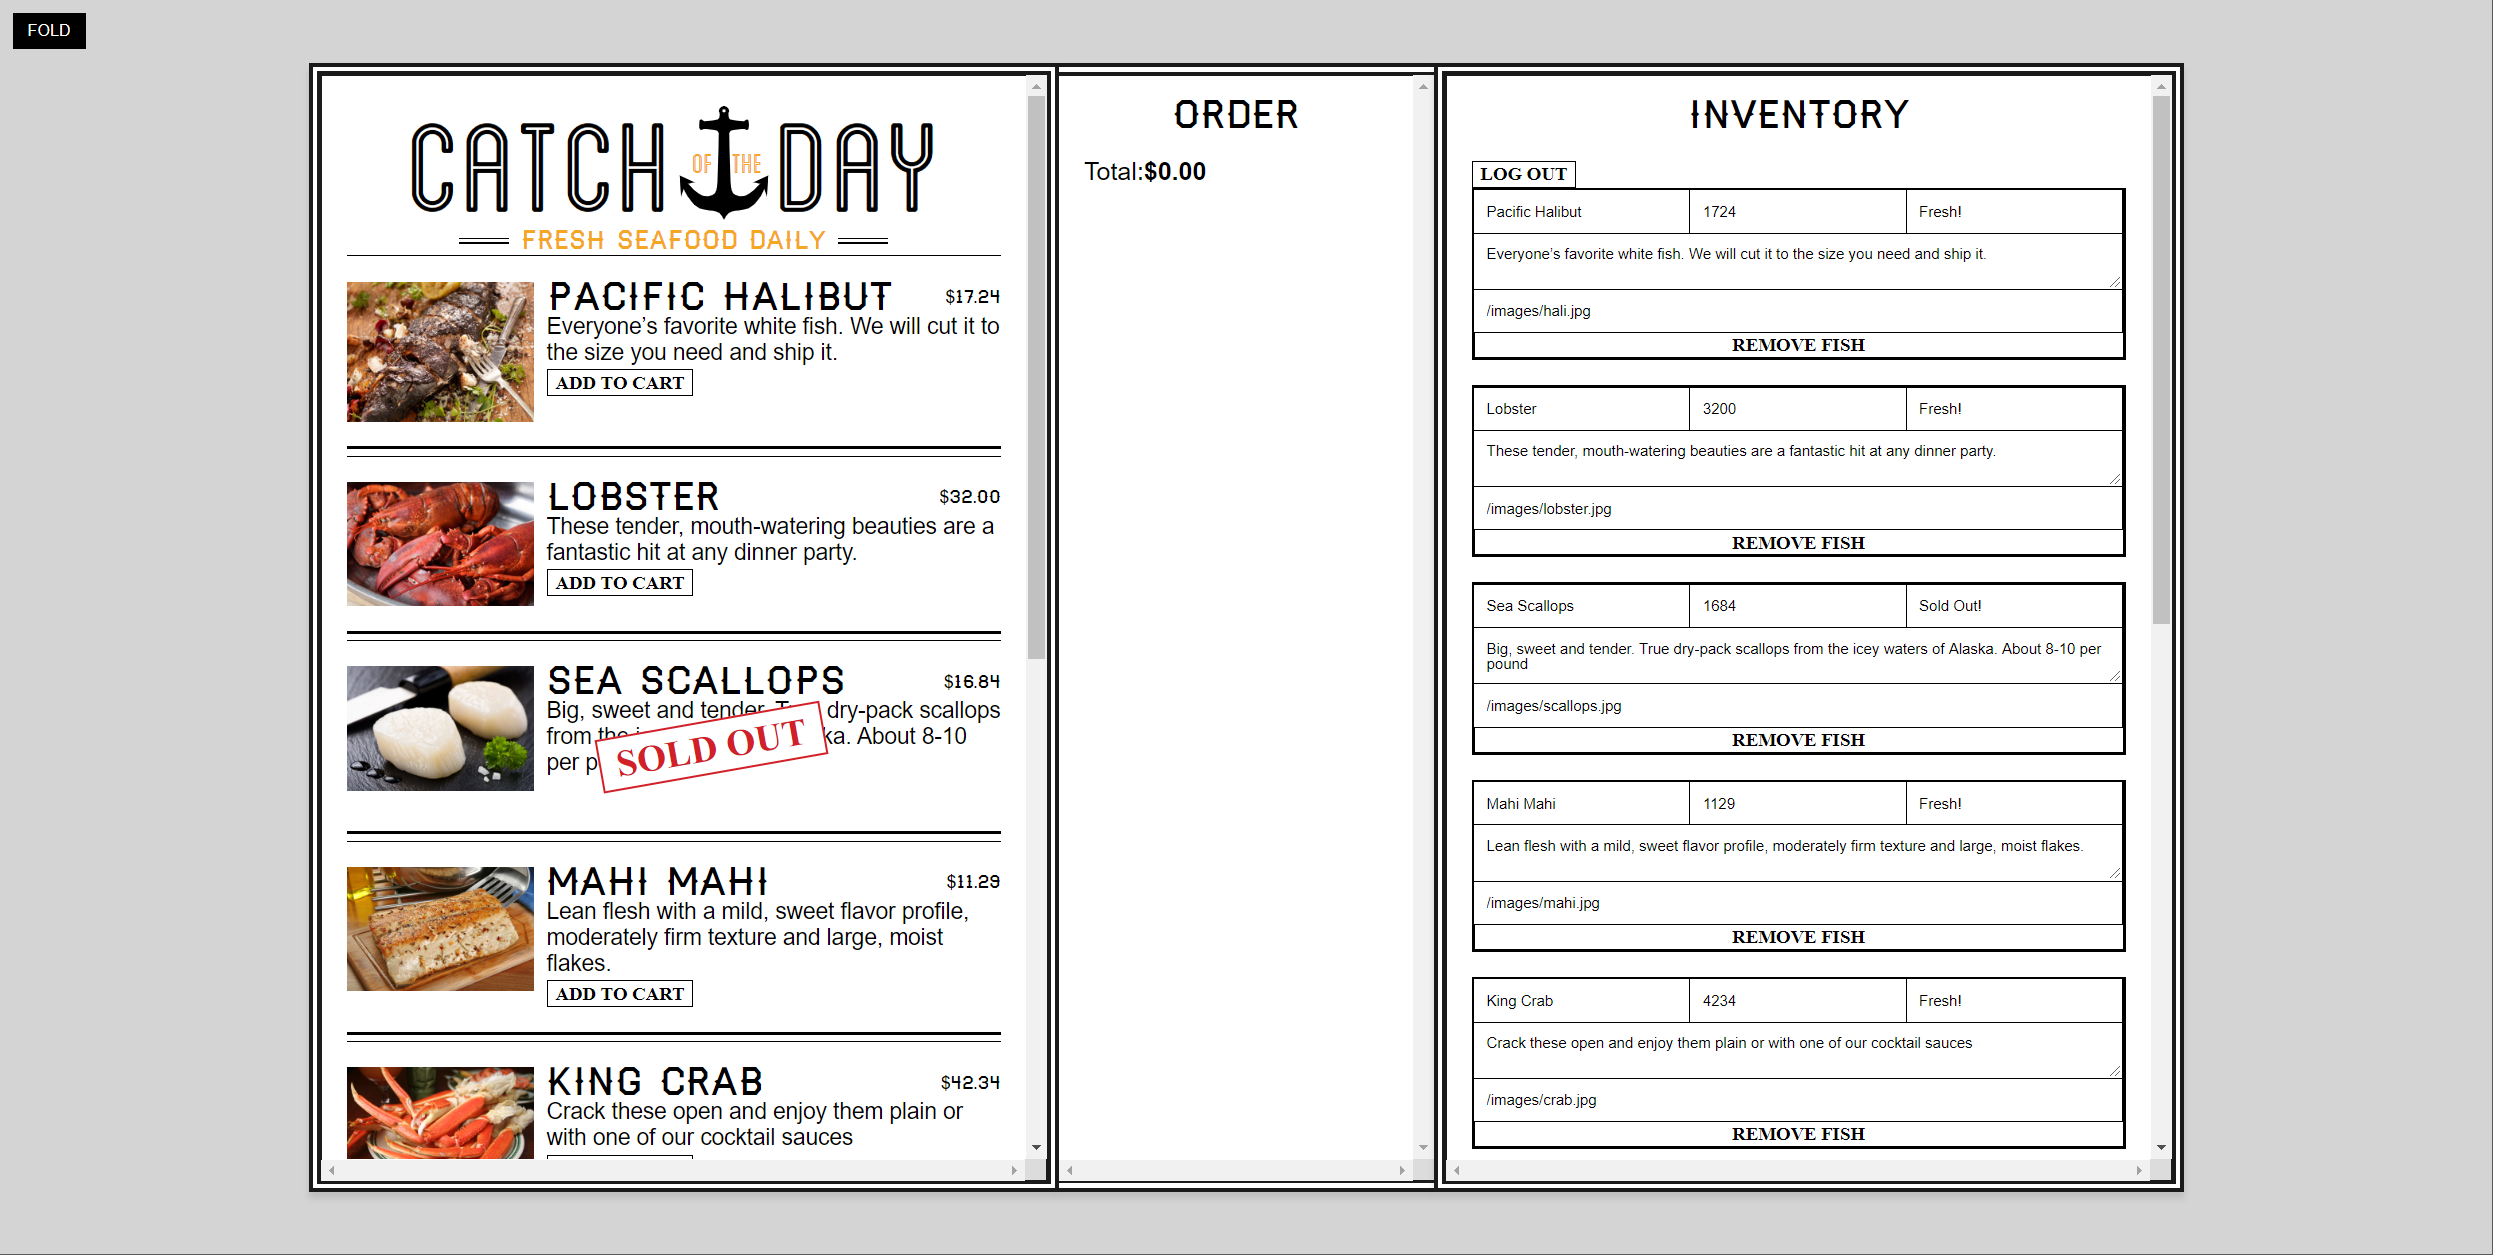 FOLD
CATCH OF THE DAY
FRESH SEAFOOD DAILY
PACIFIC HALIBUT $17.24
Everyone’s favorite white fish. We will cut it to
the size you need and ship it.
ADD TO CART
LOBSTER $32.00
These tender, mouth-watering beauties are a
fantastic hit at any dinner party.
ADD TO CART
SEA SCALLOPS $16.84
Big, sweet and tender. dry-pack scallops
from the About 8-10
per
SOLD OUT
MAHI MAHI $11.29
Lean flesh with a mild, sweet flavor profile,
moderately firm texture and large, moist
flakes.
ADD TO CART
KING CRAB $42.34
Crack these open and enjoy them plain or
with one of our cocktail sauces
ORDER
Total:$0.00
INVENTORY
LOG OUT
Pacific Halibut 1724 Fresh!
Everyone’s favorite white fish. We will cut it to the size you need and ship it.
/images/hali.jpg
REMOVE FISH
Lobster 3200 Fresh!
These tender, mouth-watering beauties are a fantastic hit at any dinner party.
/images/lobster.jpg
REMOVE FISH
Sea Scallops 1684 Sold Out!
Big, sweet and tender. True dry-pack scallops from the icey waters of Alaska. About 8-10 per
pound
/images/scallops.jpg
REMOVE FISH
Mahi Mahi 1129 Fresh!
Lean flesh with a mild, sweet flavor profile, moderately firm texture and large, moist flakes.
/images/mahi.jpg
REMOVE FISH
King Crab 4234 Fresh!
Crack these open and enjoy them plain or with one of our cocktail sauces
/images/crab.jpg
REMOVE FISH